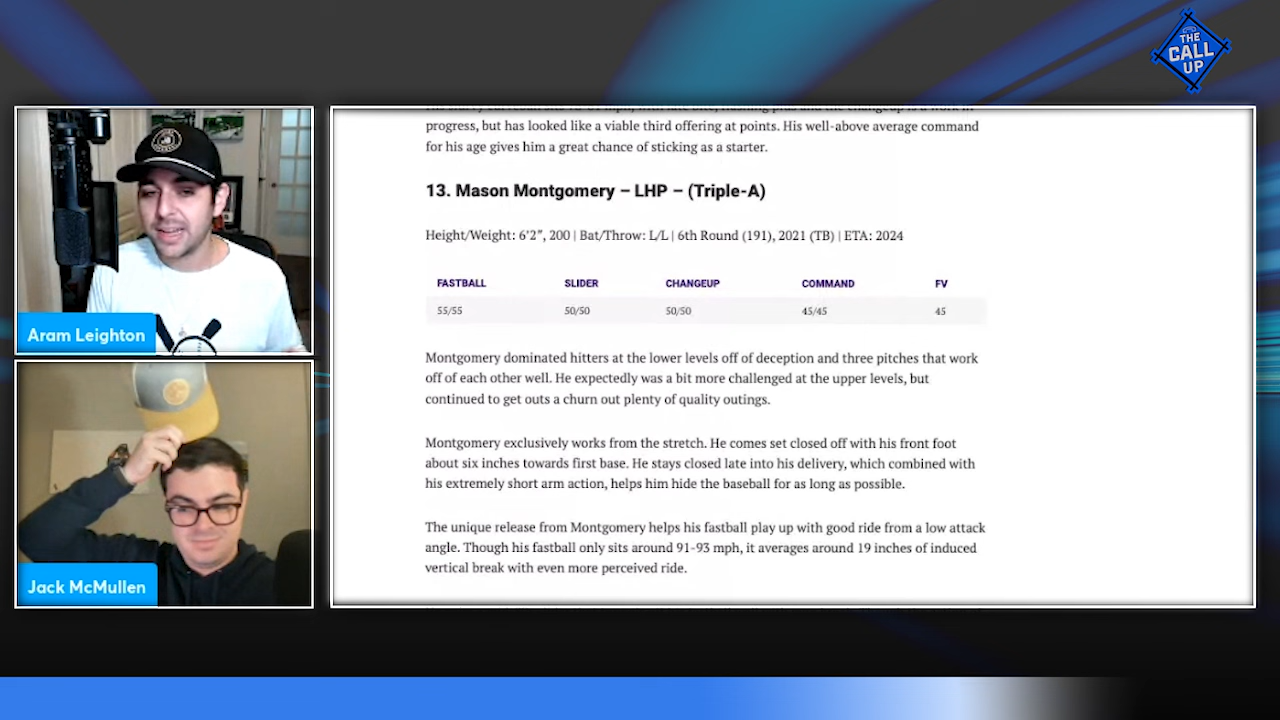 THE
CALL
UP
Aram Leighton
Jack McMullen
progress, but has looked like a viable third offering at points. His well-above average command
for his age gives him a great chance of sticking as a starter.
13. Mason Montgomery – LHP – (Triple-A)
Height/Weight: 6'2″, 200 | Bat/Throw: L/L | 6th Round (191), 2021 (TB) | ETA: 2024
FASTBALL SLIDER CHANGEUP COMMAND FV
55/55 50/50 50/50 45/45 45
Montgomery dominated hitters at the lower levels off of deception and three pitches that work
off of each other well. He expectedly was a bit more challenged at the upper levels, but
continued to get outs a churn out plenty of quality outings.
Montgomery exclusively works from the stretch. He comes set closed off with his front foot
about six inches towards first base. He stays closed late into his delivery, which combined with
his extremely short arm action, helps him hide the baseball for as long as possible.
The unique release from Montgomery helps his fastball play up with good ride from a low attack
angle. Though his fastball only sits around 91-93 mph, it averages around 19 inches of induced
vertical break with even more perceived ride.